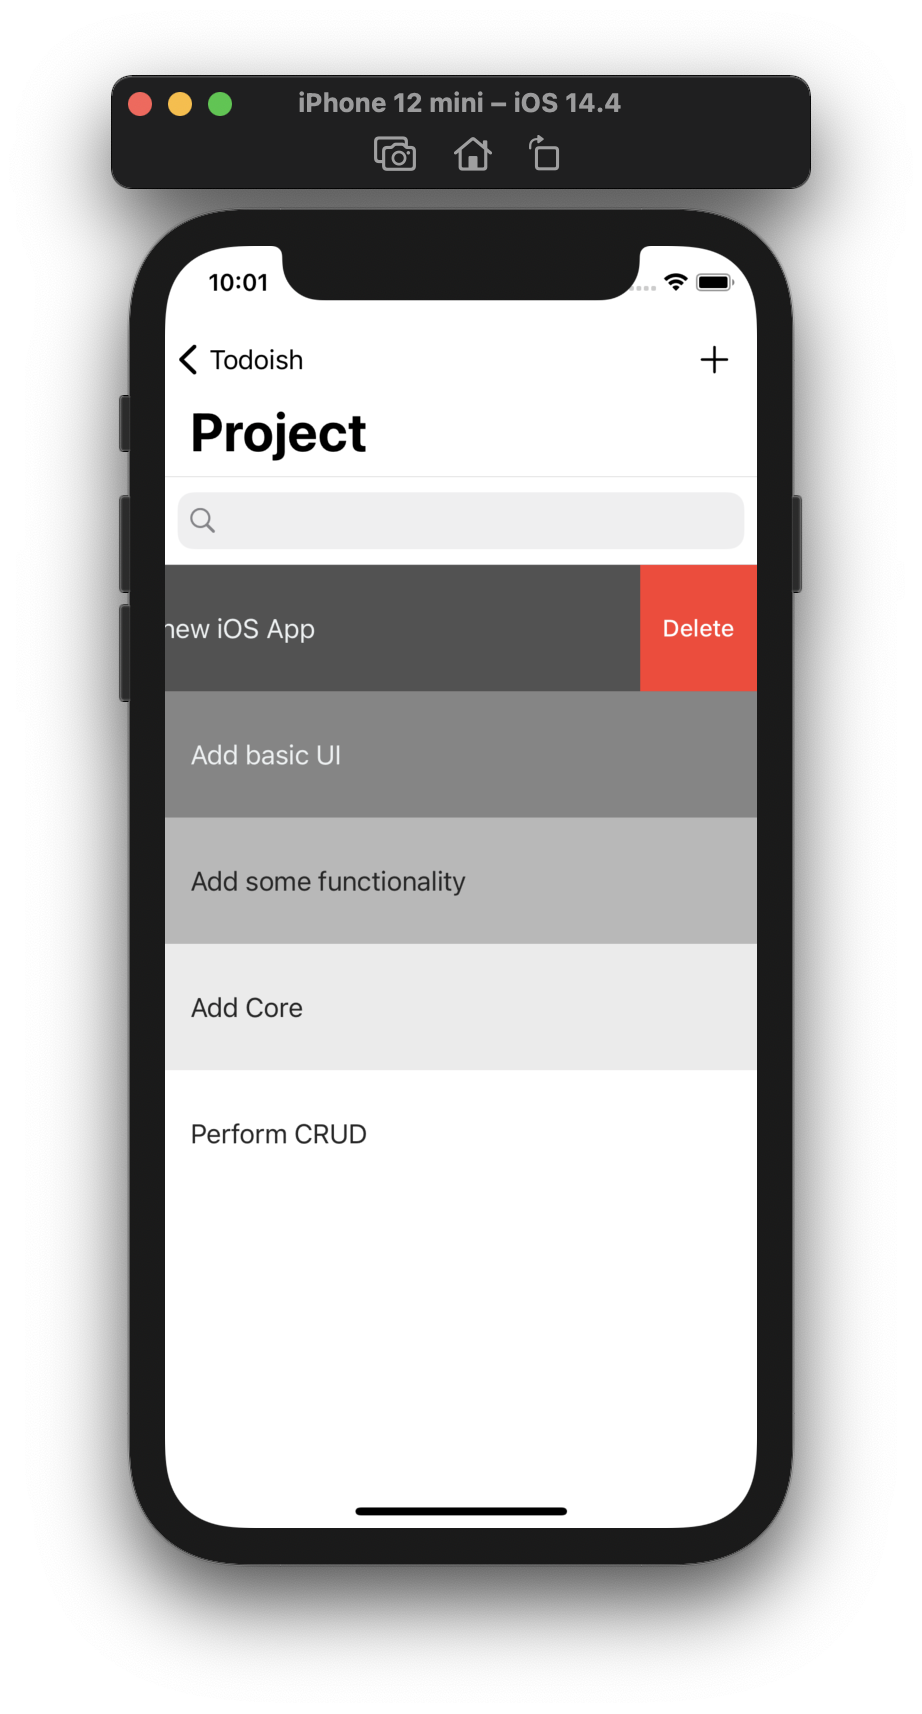 iPhone 12 mini – iOS 14.4
10:01
Todoish
Project
new iOS App
Delete
Add basic UI
Add some functionality
Add Core
Perform CRUD